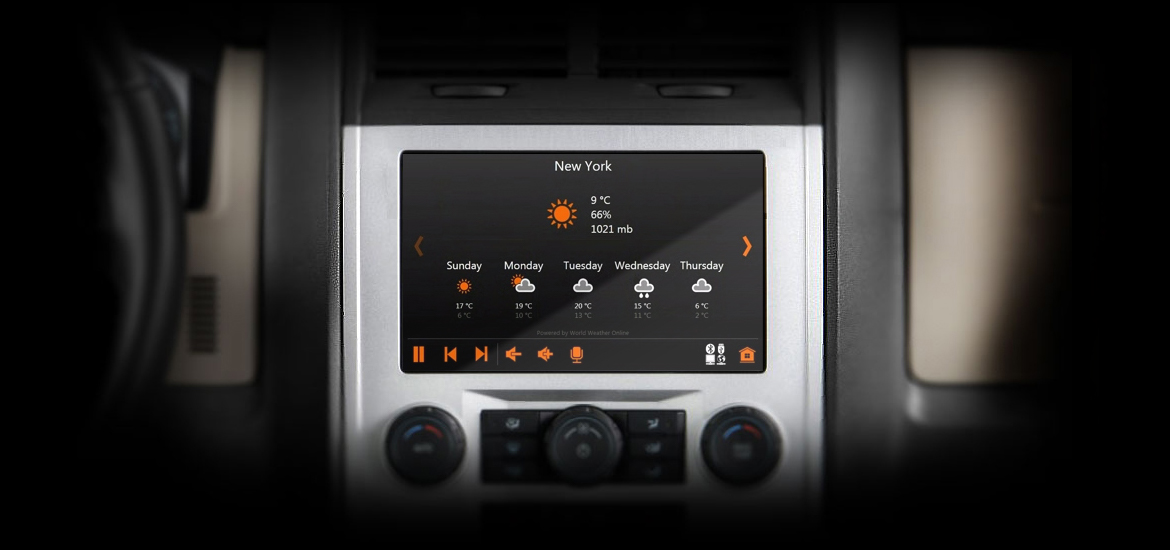 New York
9 °C
66%
1021 mb
Sunday Monday Tuesday Wednesday Thursday
17 °C 19 °C 20 °C 15 °C 6 °C
6 °C 10 °C 13 °C 11 °C 2 °C
Powered by World Weather Online